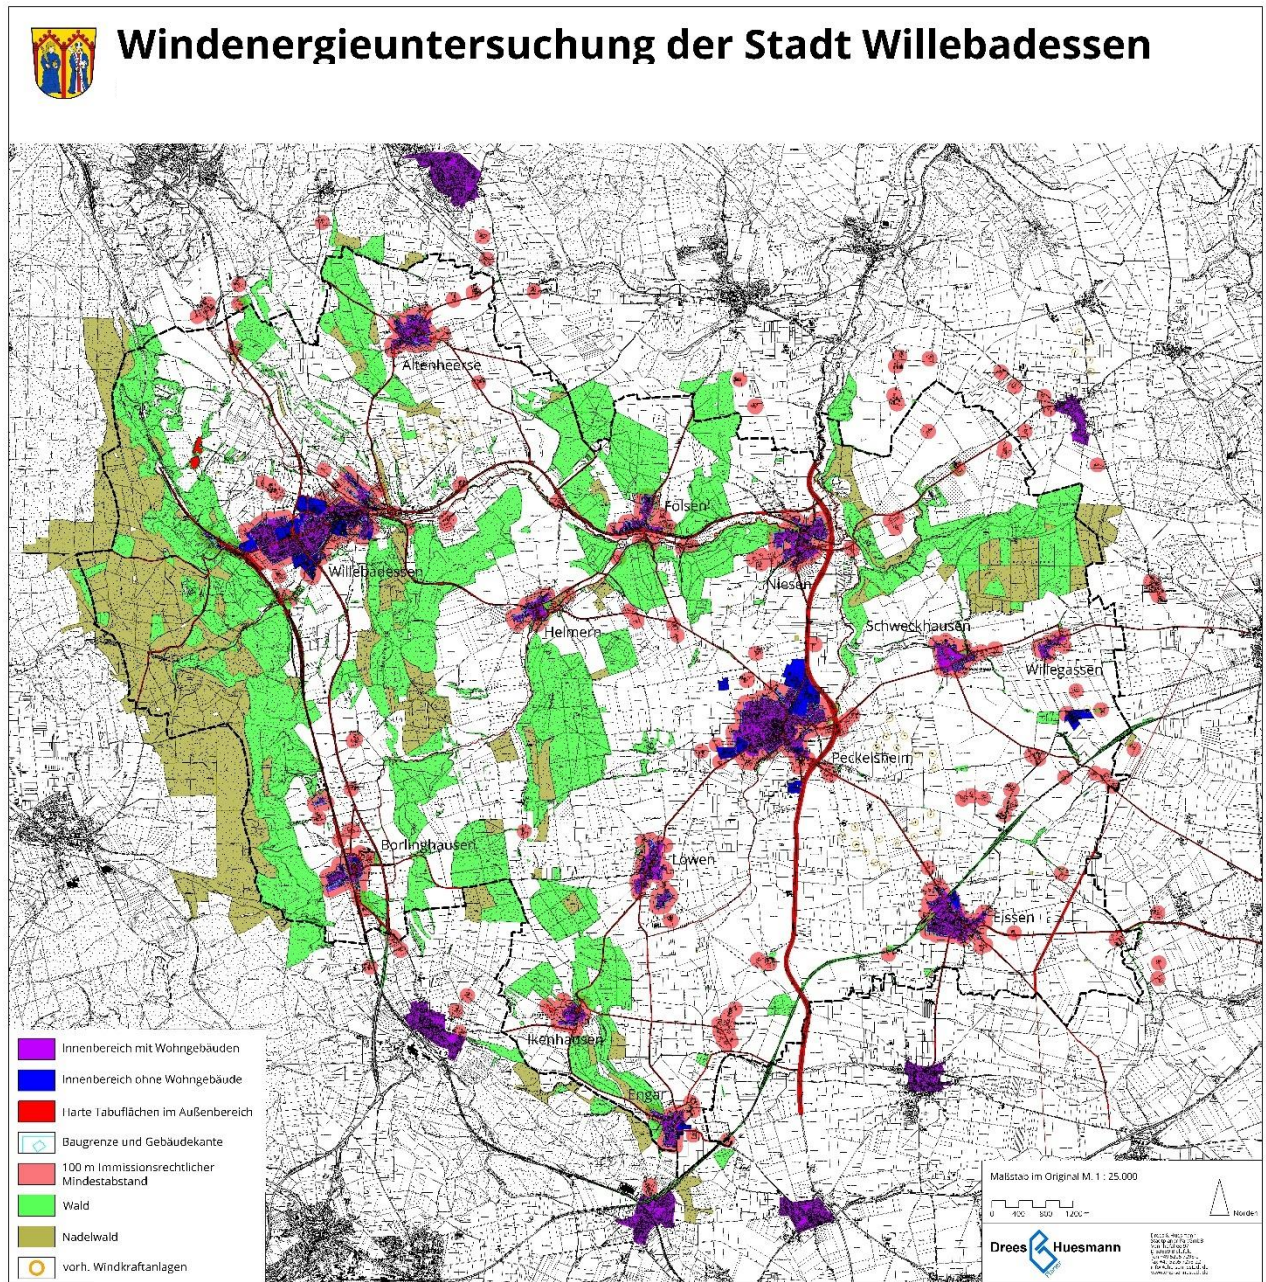 Windenergieuntersuchung der Stadt Willebadessen
Altenheerse
Fölsen
Willebadessen
Niesen
Helmern
Schweckhausen
Willegassen
Peckelsheim
Borlinghausen
Löwen
Eissen
Ikenhausen
Engar
Innenbereich mit Wohngebäuden
Innenbereich ohne Wohngebäude
Harte Tabuflächen im Außenbereich
Baugrenze und Gebäudekante
100 m Immissionsrechtlicher
Mindestabstand
Wald
Nadelwald
vorh. Windkraftanlagen
Maßstab im Original M. 1 : 25.000
0 400 800 1200m
Norden
Drees Huesmann